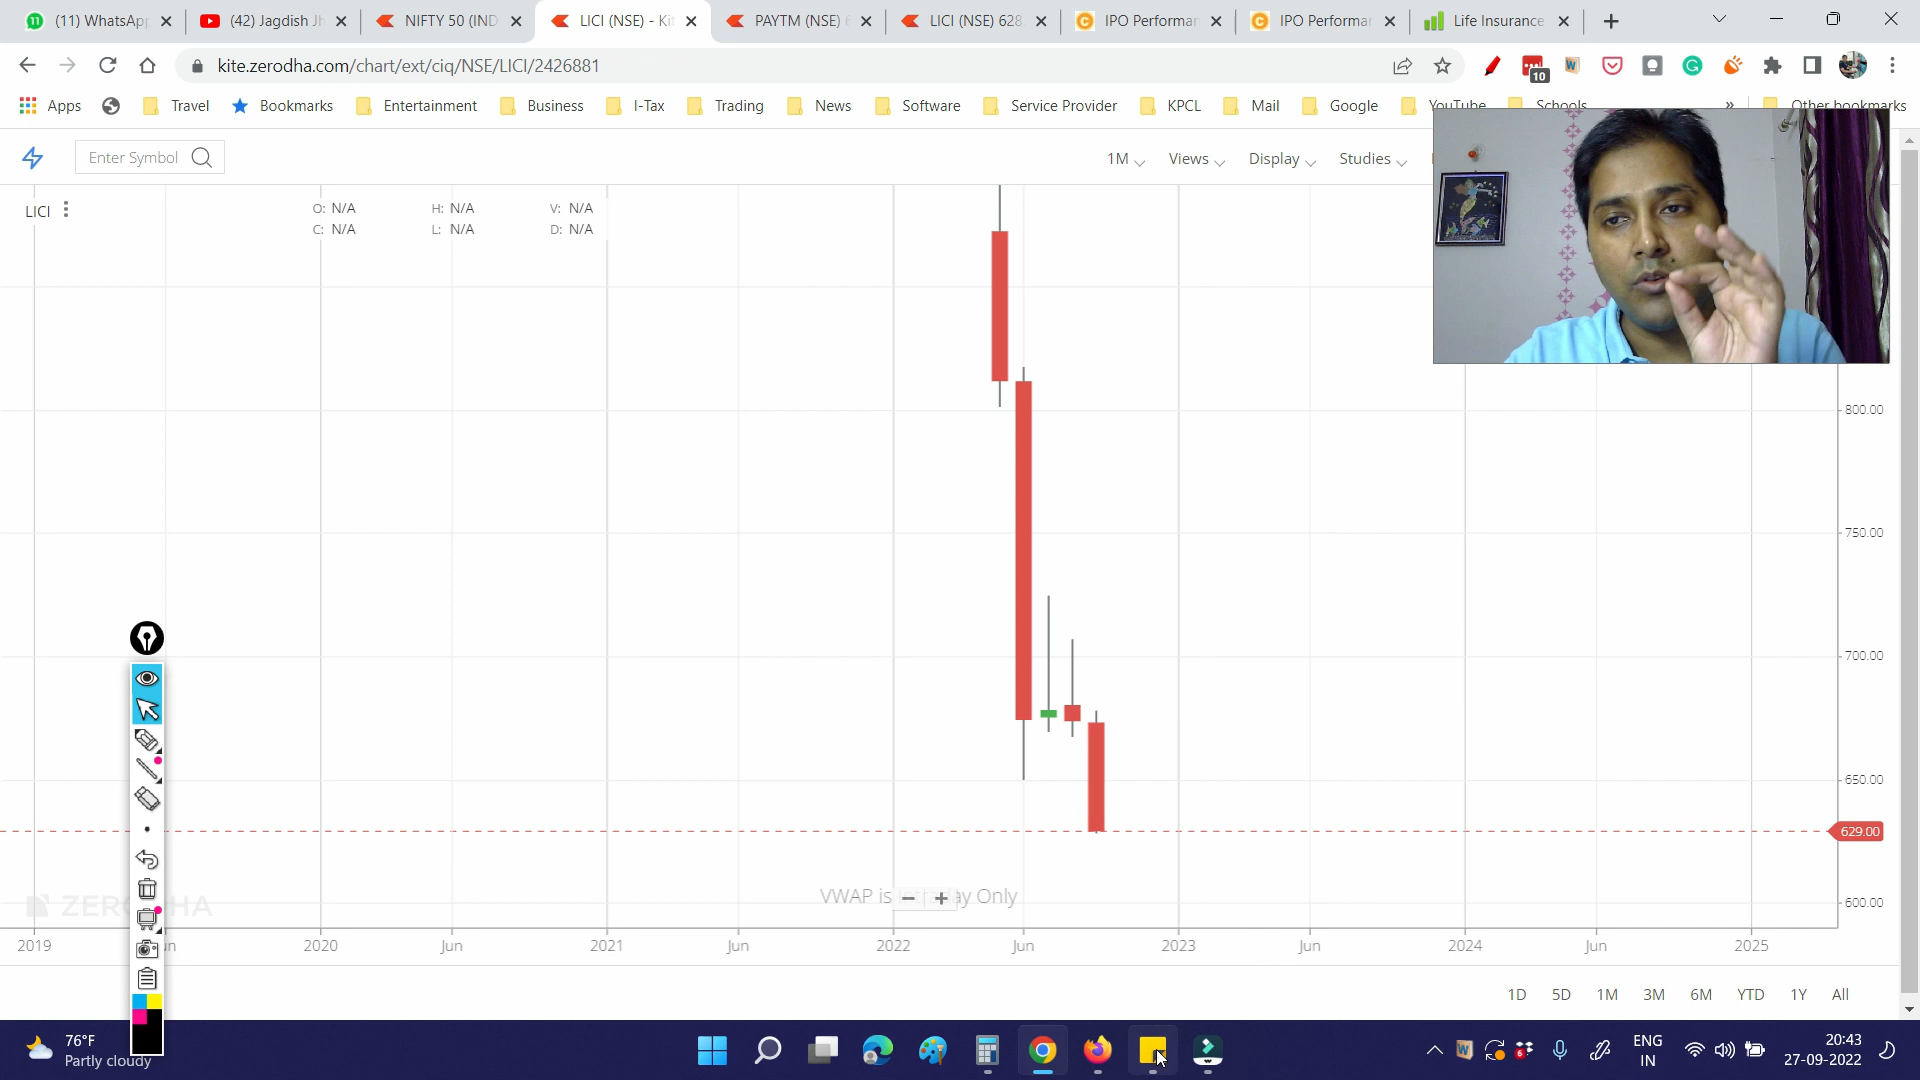 (11) WhatsApp
(42) Jagdish Jh
NIFTY 50 (IND
LICI (NSE) - Kit
PAYTM (NSE) 6
LICI (NSE) 628.
IPO Performan
IPO Performan
Life Insurance
kite.zerodha.com/chart/ext/ciq/NSE/LICI/2426881
10
Apps
Travel
Bookmarks
Entertainment
Business
I-Tax
Trading
News
Software
Service Provider
KPCL
Mail
Google
YouTube
Schools
»
Other bookmarks
Enter Symbol
1M
Views
Display
Studies
LICI
O: N/A
H: N/A
V: N/A
C: N/A
L: N/A
D: N/A
800.00
750.00
700.00
650.00
629.00
600.00
VWAP is Intraday Only
ZERODHA
2019
2020
Jun
2021
Jun
2022
Jun
2023
Jun
2024
Jun
2025
1D
5D
1M
3M
6M
YTD
1Y
All
76°F
Partly cloudy
ENG
IN
20:43
27-09-2022